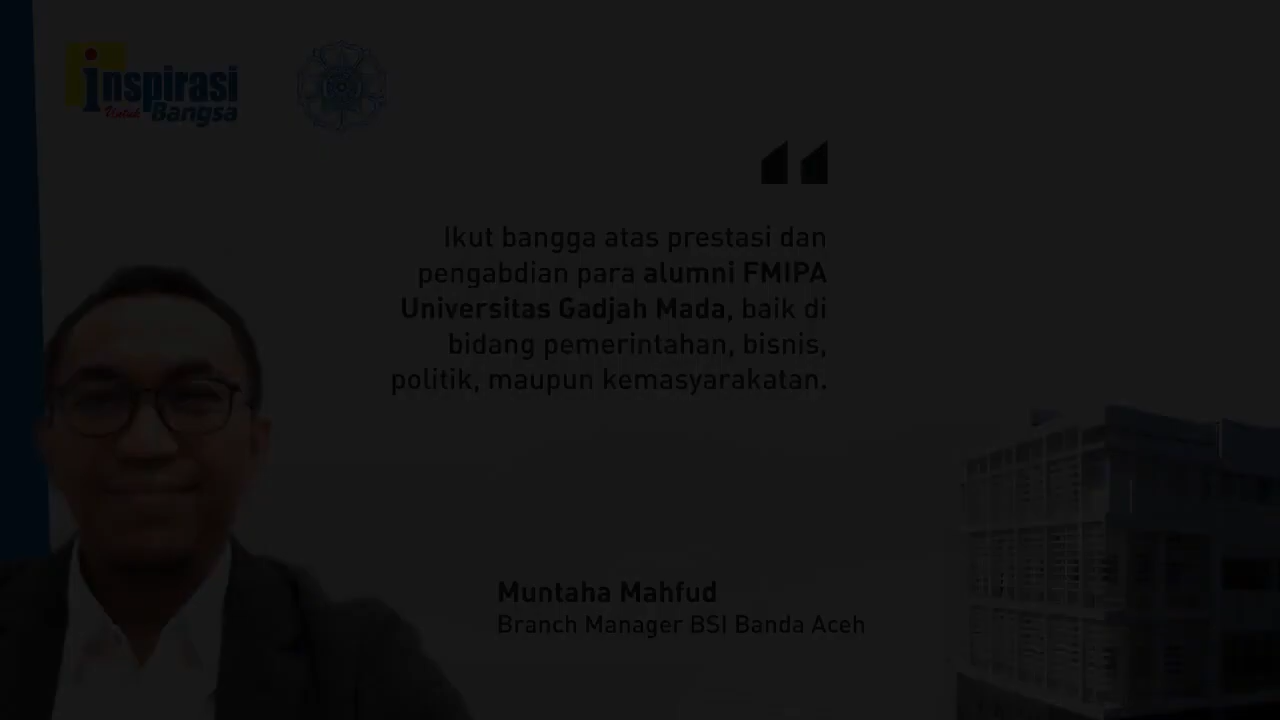 inspirasi
Untuk Bangsa
Ikut bangga atas prestasi dan
pengabdian para alumni FMIPA
Universitas Gadjah Mada, baik di
bidang pemerintahan, bisnis,
politik, maupun kemasyarakatan.
Muntaha Mahfud
Branch Manager BSI Banda Aceh